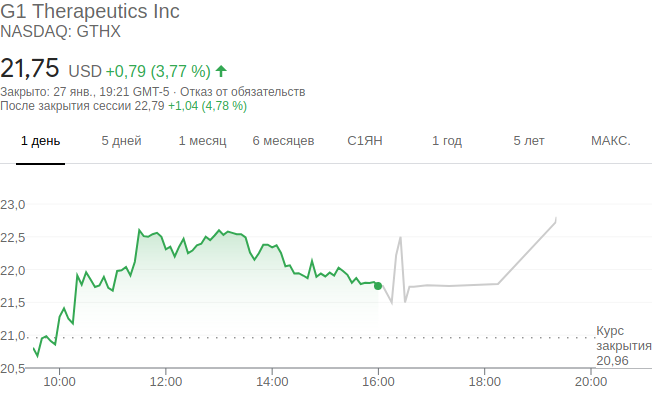 G1 Therapeutics Inc
NASDAQ: GTHX
21,75 USD +0,79 (3,77 %)
Закрыто: 27 янв., 19:21 GMT-5 · Отказ от обязательств
После закрытия сессии 22,79 +1,04 (4,78 %)
1 день 5 дней 1 месяц 6 месяцев С1ЯН 1 год 5 лет МАКС.
23,0
22,5
22,0
21,5
21,0
20,5
Курс
закрытия
20,96
10:00 12:00 14:00 16:00 18:00 20:00